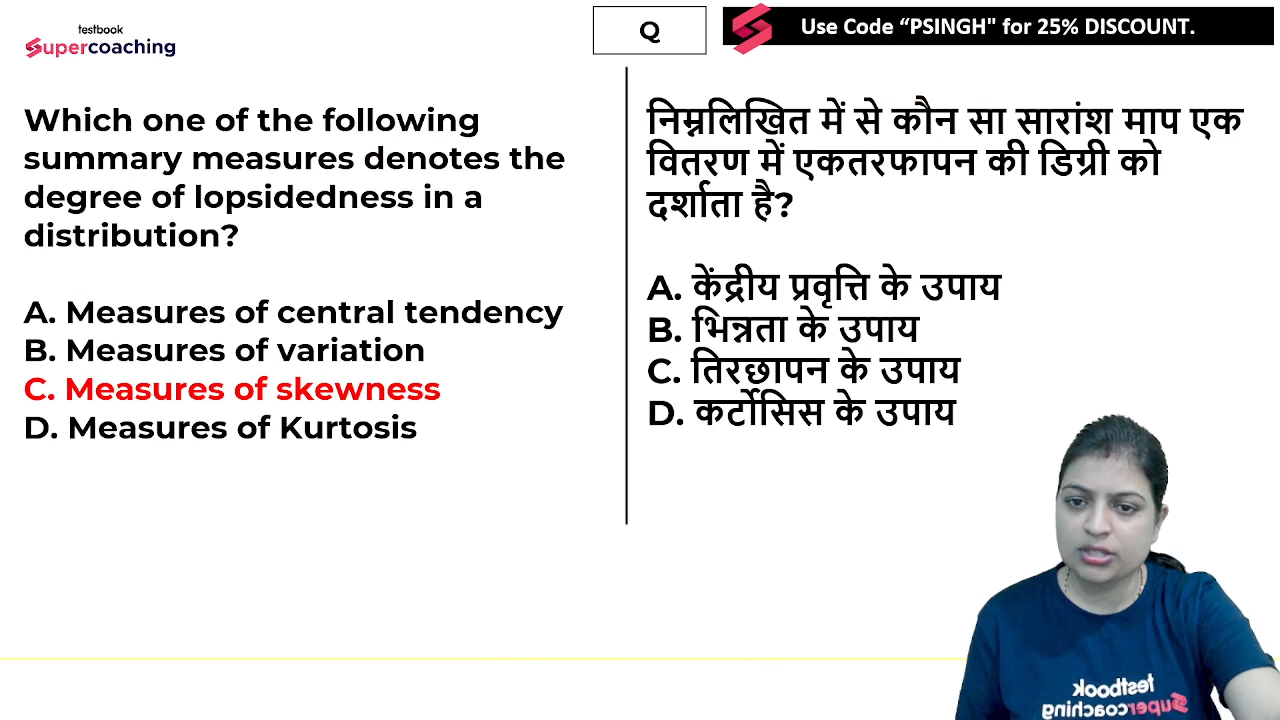 testbook
Supercoaching
Q
Use Code “PSINGH" for 25% DISCOUNT.
Which one of the following
summary measures denotes the
degree of lopsidedness in a
distribution?
A. Measures of central tendency
B. Measures of variation
C. Measures of skewness
D. Measures of Kurtosis
निम्नलिखित में से कौन सा सारांश माप एक
वितरण में एकतरफापन की डिग्री को
दर्शाता है?
A. केंद्रीय प्रवृत्ति के उपाय
B. भिन्नता के उपाय
C. तिरछापन के उपाय
D. कर्टोसिस के उपाय
testbook
Supercoaching